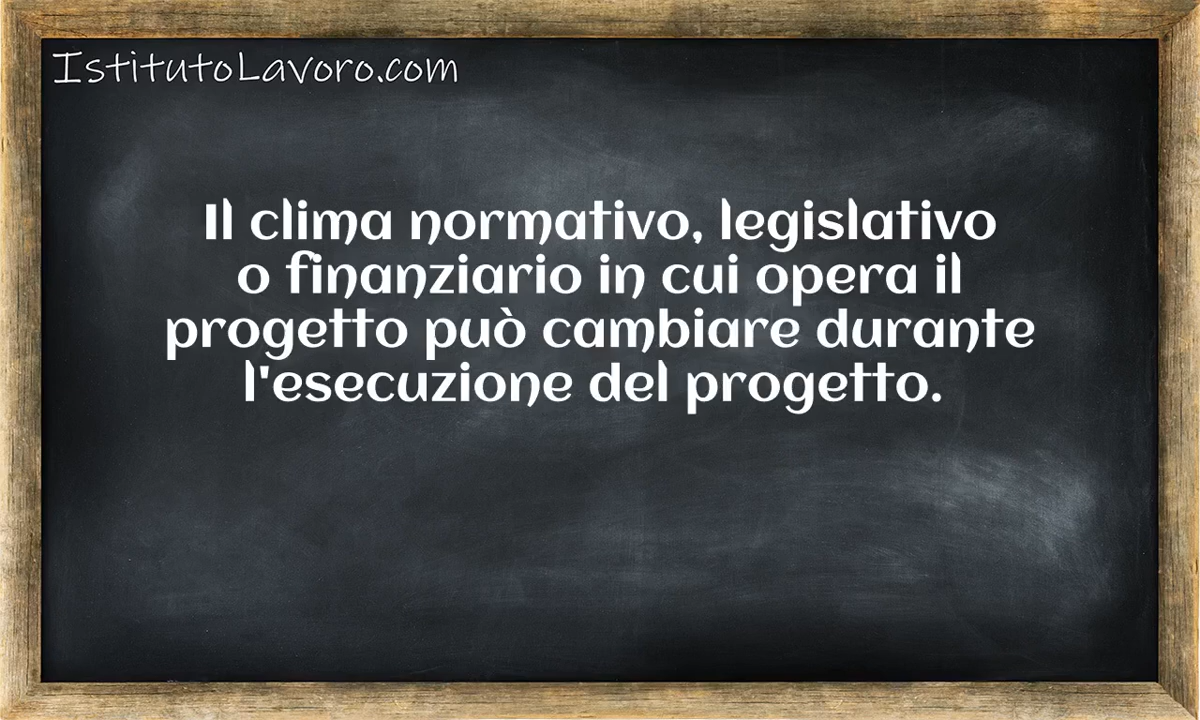 IstitutoLavoro.com
Il clima normativo, legislativo
o finanziario in cui opera il
progetto può cambiare durante
l'esecuzione del progetto.